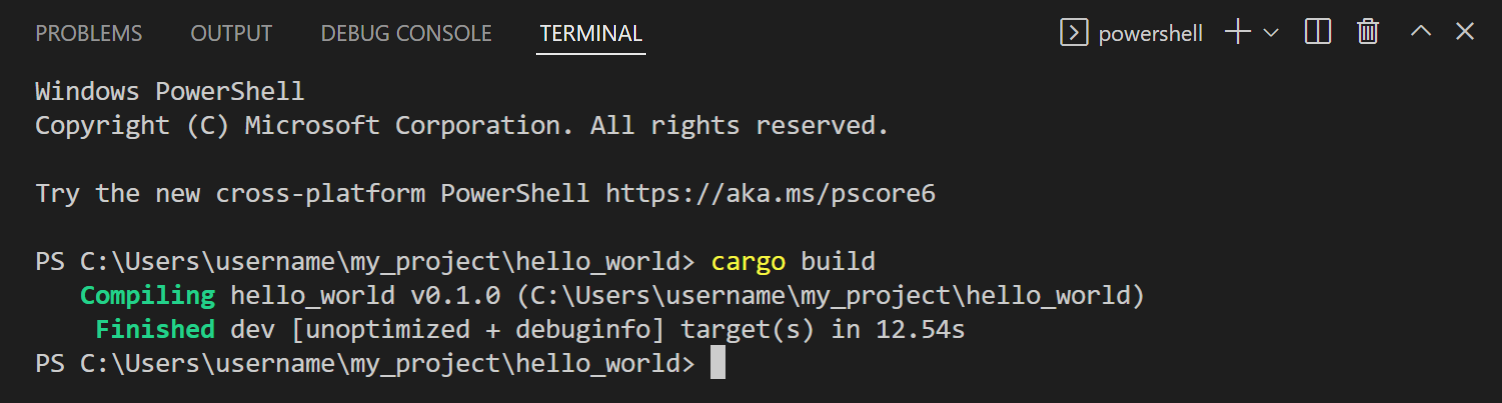 PROBLEMS OUTPUT DEBUG CONSOLE TERMINAL powershell
Windows PowerShell
Copyright (C) Microsoft Corporation. All rights reserved.
Try the new cross-platform PowerShell https://aka.ms/pscore6
PS C:\Users\username\my_project\hello_world> cargo build
Compiling hello_world v0.1.0 (C:\Users\username\my_project\hello_world)
Finished dev [unoptimized + debuginfo] target(s) in 12.54s
PS C:\Users\username\my_project\hello_world>